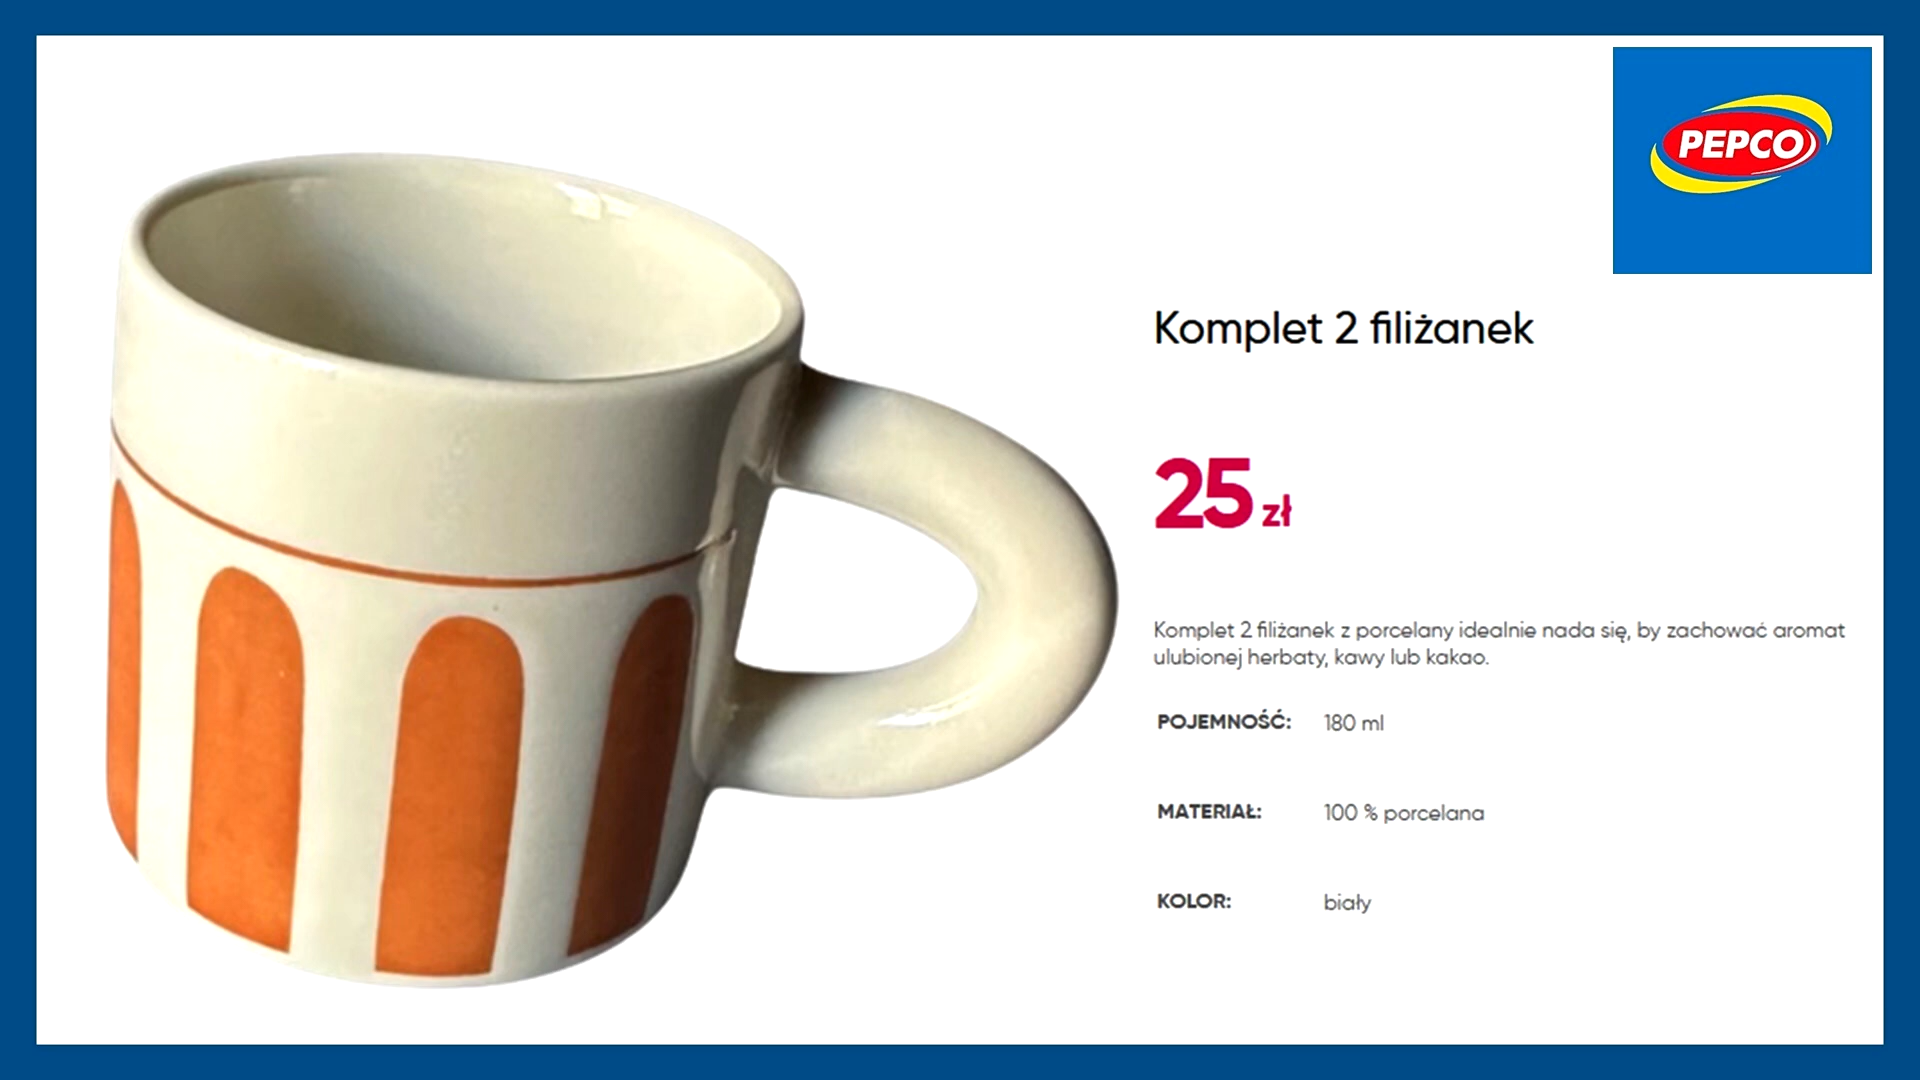 PEPCO
Komplet 2 filiżanek
25 zł
Komplet 2 filiżanek z porcelany idealnie nada się, by zachować aromat
ulubionej herbaty, kawy lub kakao.
POJEMNOŚĆ: 180 ml
MATERIAŁ: 100 % porcelana
KOLOR: biały